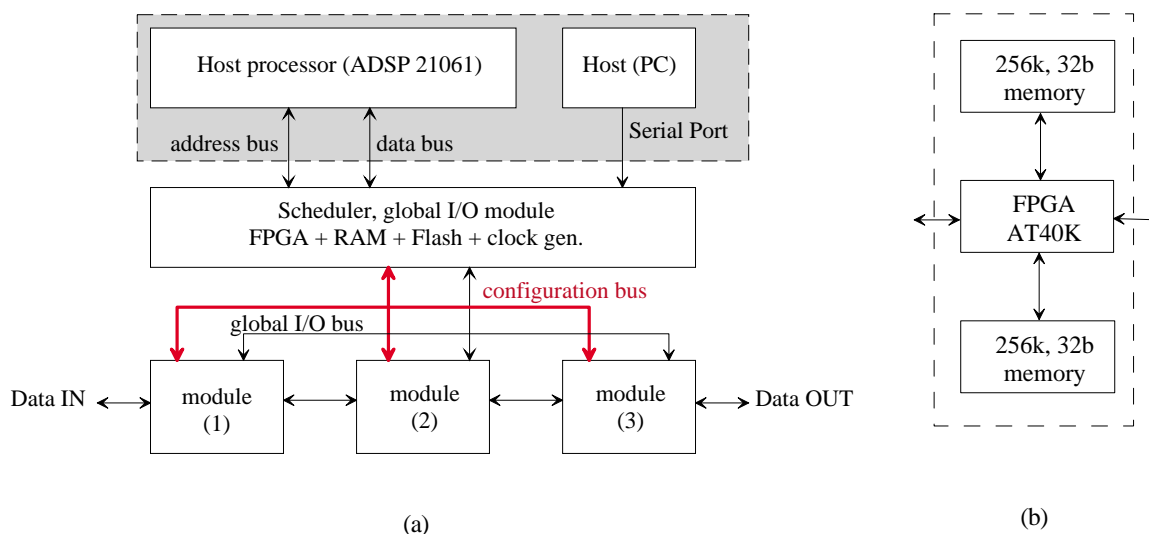 Host processor (ADSP 21061)
Host (PC)
address bus
data bus
Serial Port
Scheduler, global I/O module
FPGA + RAM + Flash + clock gen.
configuration bus
global I/O bus
Data IN
module
(1)
module
(2)
module
(3)
Data OUT
(a)
256k, 32b
memory
FPGA
AT40K
256k, 32b
memory
(b)